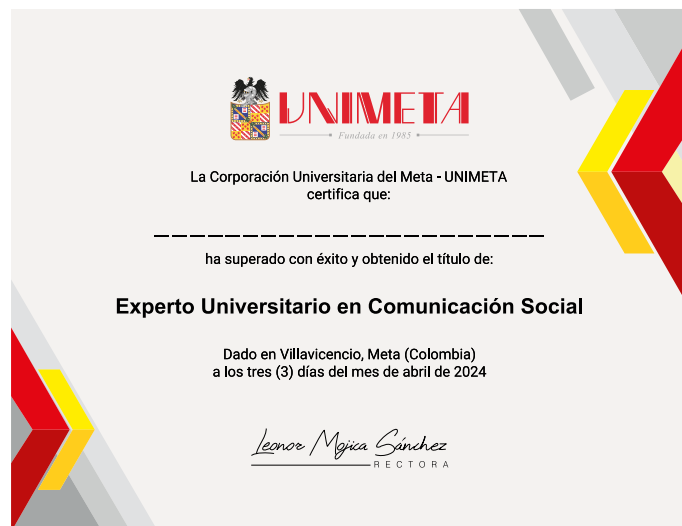 UNIMETA
Fundada en 1985
La Corporación Universitaria del Meta - UNIMETA
certifica que:
ha superado con éxito y obtenido el título de:
Experto Universitario en Comunicación Social
Dado en Villavicencio, Meta (Colombia)
a los tres (3) días del mes de abril de 2024
Leonor Mojica Sánchez
RECTORA